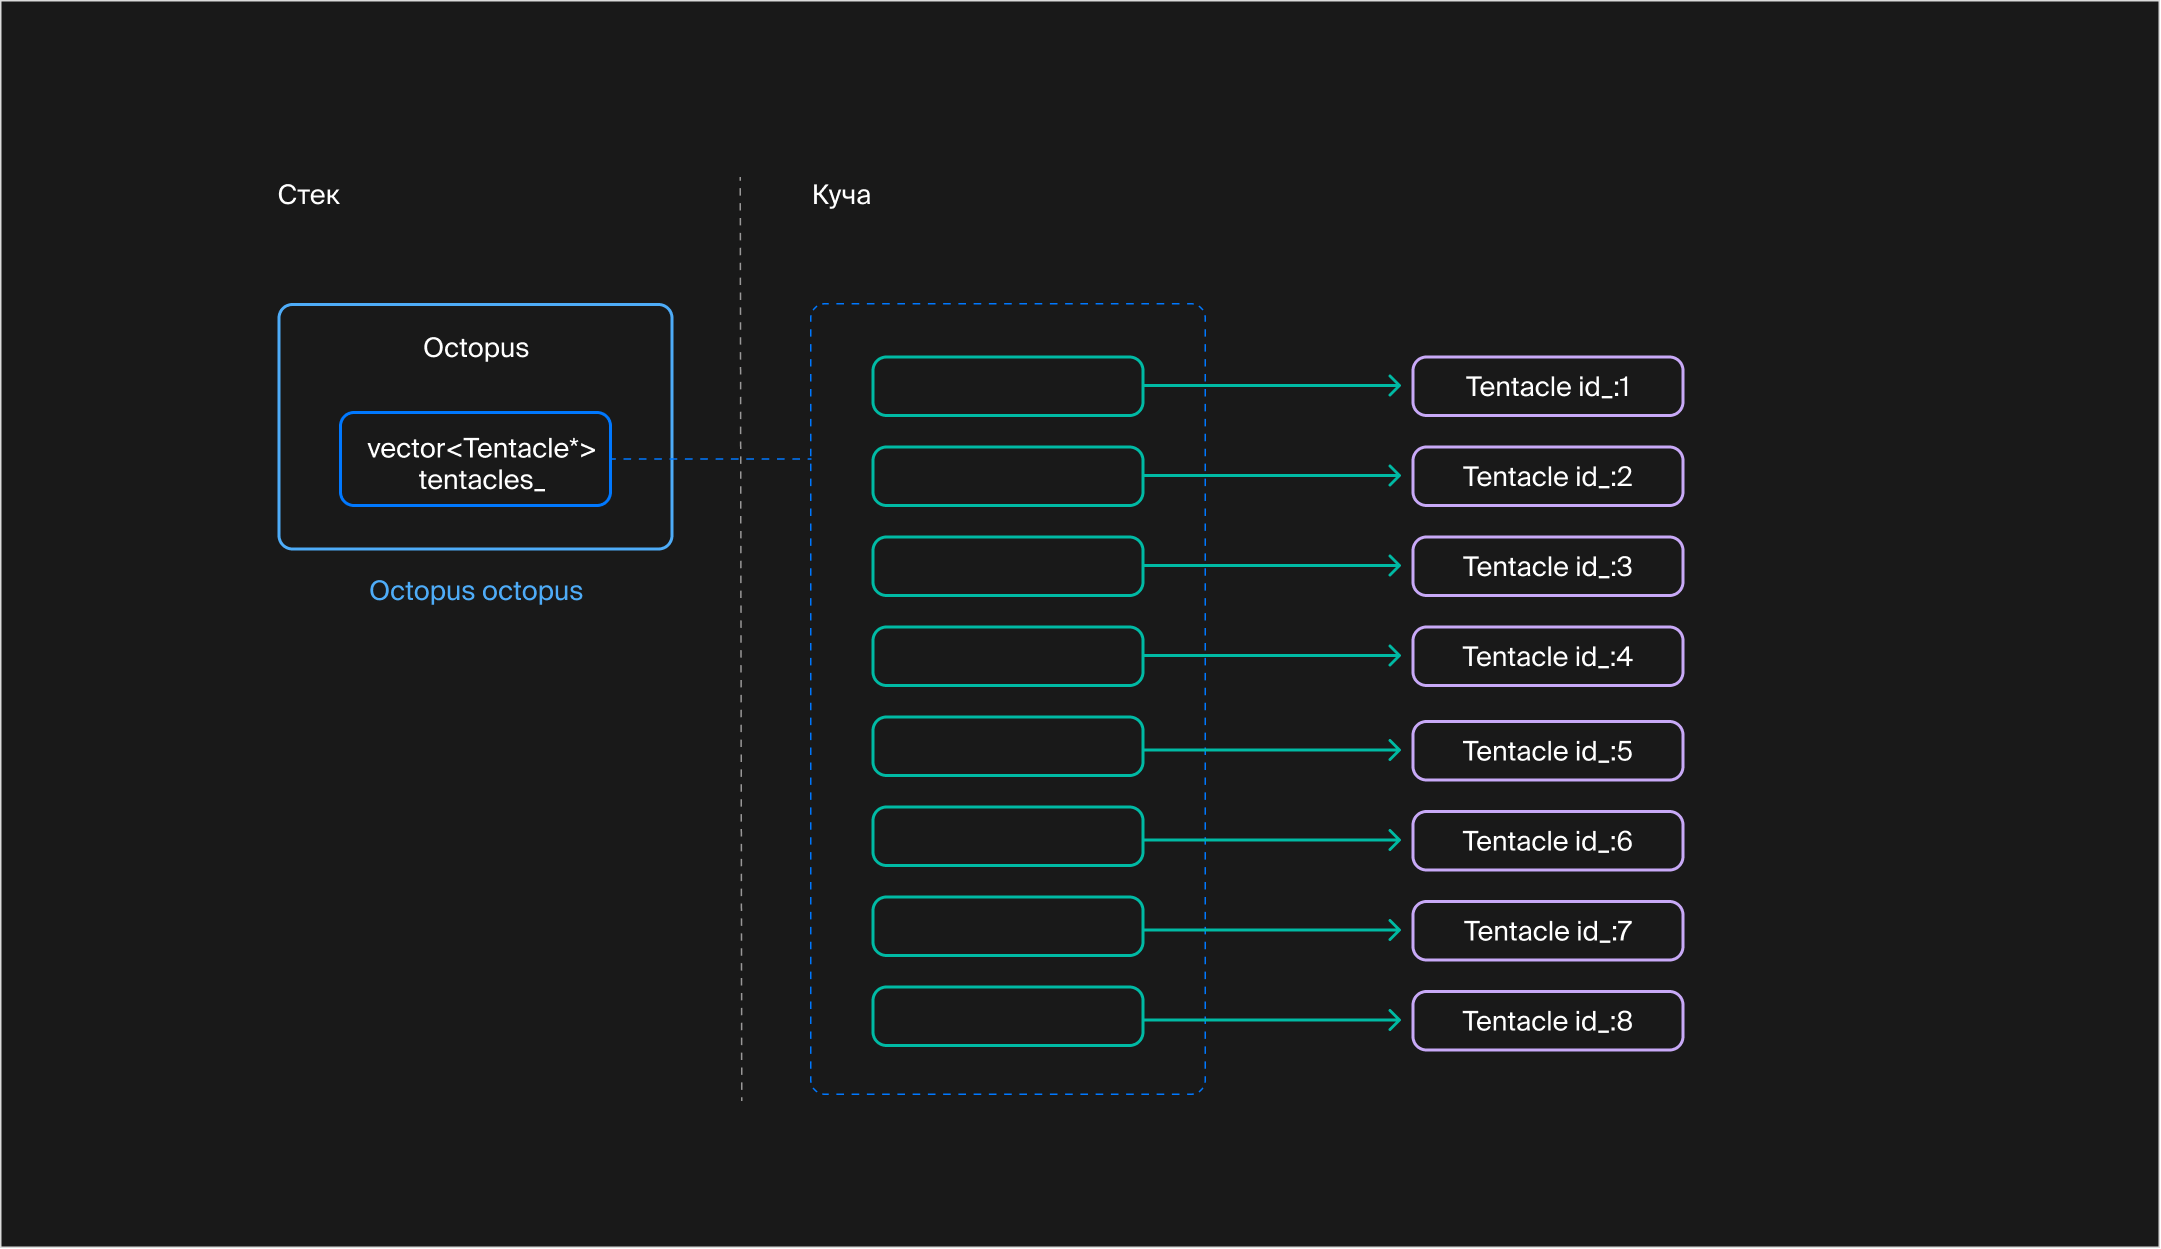 Стек
Куча
Octopus
vector<Tentacle*>
tentacles_
Octopus octopus
Tentacle id_:1
Tentacle id_:2
Tentacle id_:3
Tentacle id_:4
Tentacle id_:5
Tentacle id_:6
Tentacle id_:7
Tentacle id_:8